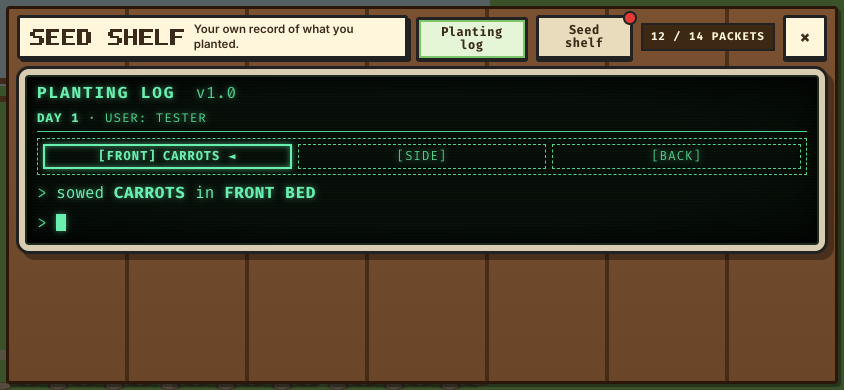 SEED SHELF
Your own record of what you
planted.
Planting
log
Seed
shelf
12 / 14 PACKETS
✖
PLANTING LOG v1.0
DAY 1 · USER: TESTER
[FRONT] CARROTS ◄
[SIDE]
[BACK]
> sowed CARROTS in FRONT BED
>